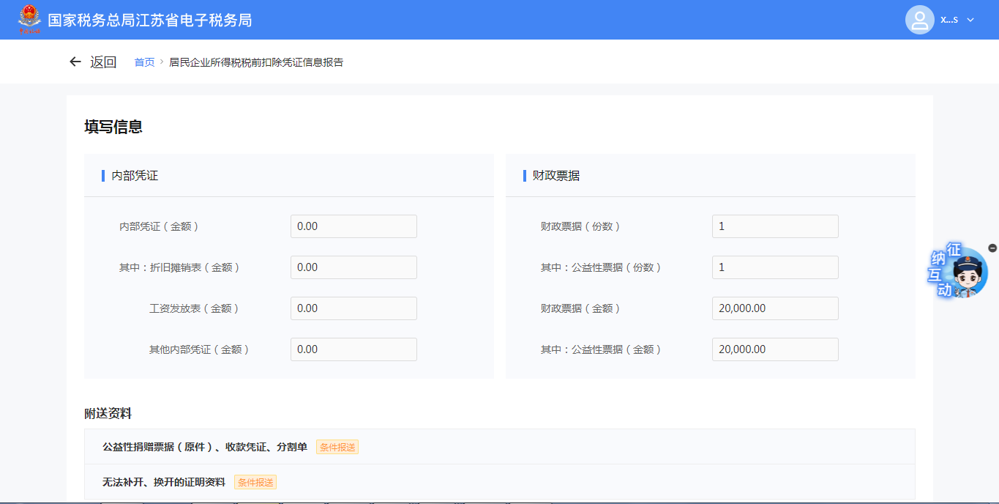 国家税务总局江苏省电子税务局
x...s
返回 首页 › 居民企业所得税税前扣除凭证信息报告
填写信息
内部凭证
内部凭证（金额） 0.00
其中：折旧摊销表（金额） 0.00
工资发放表（金额） 0.00
其他内部凭证（金额） 0.00
财政票据
财政票据（份数） 1
其中：公益性票据（份数） 1
财政票据（金额） 20,000.00
其中：公益性票据（金额） 20,000.00
征纳互动
附送资料
公益性捐赠票据（原件）、收款凭证、分割单 条件报送
无法补开、换开的证明资料 条件报送